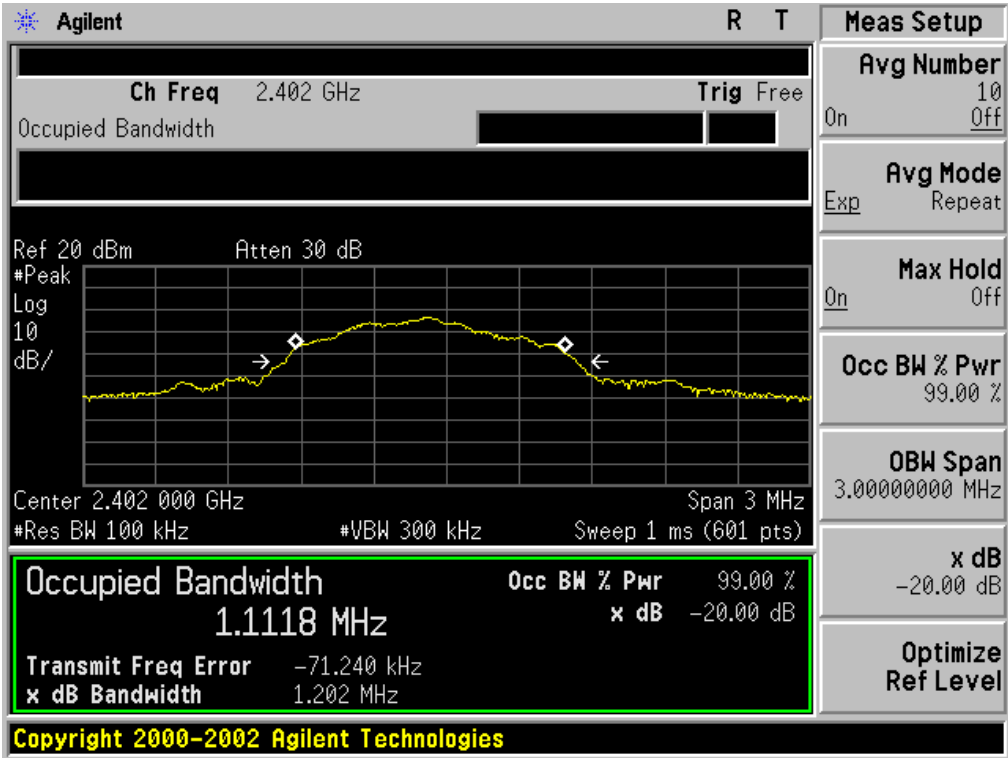 Agilent R T
Ch Freq 2.402 GHz Trig Free
Occupied Bandwidth
Ref 20 dBm Atten 30 dB
#Peak
Log
10
dB/
Center 2.402 000 GHz Span 3 MHz
#Res BW 100 kHz #VBW 300 kHz Sweep 1 ms (601 pts)
Occupied Bandwidth
1.1118 MHz
Occ BW % Pwr 99.00 %
x dB -20.00 dB
Transmit Freq Error -71.240 kHz
x dB Bandwidth 1.202 MHz
Copyright 2000-2002 Agilent Technologies
Meas Setup
Avg Number
10
On Off
Avg Mode
Exp Repeat
Max Hold
On Off
Occ BW % Pwr
99.00 %
OBW Span
3.00000000 MHz
x dB
-20.00 dB
Optimize
Ref Level